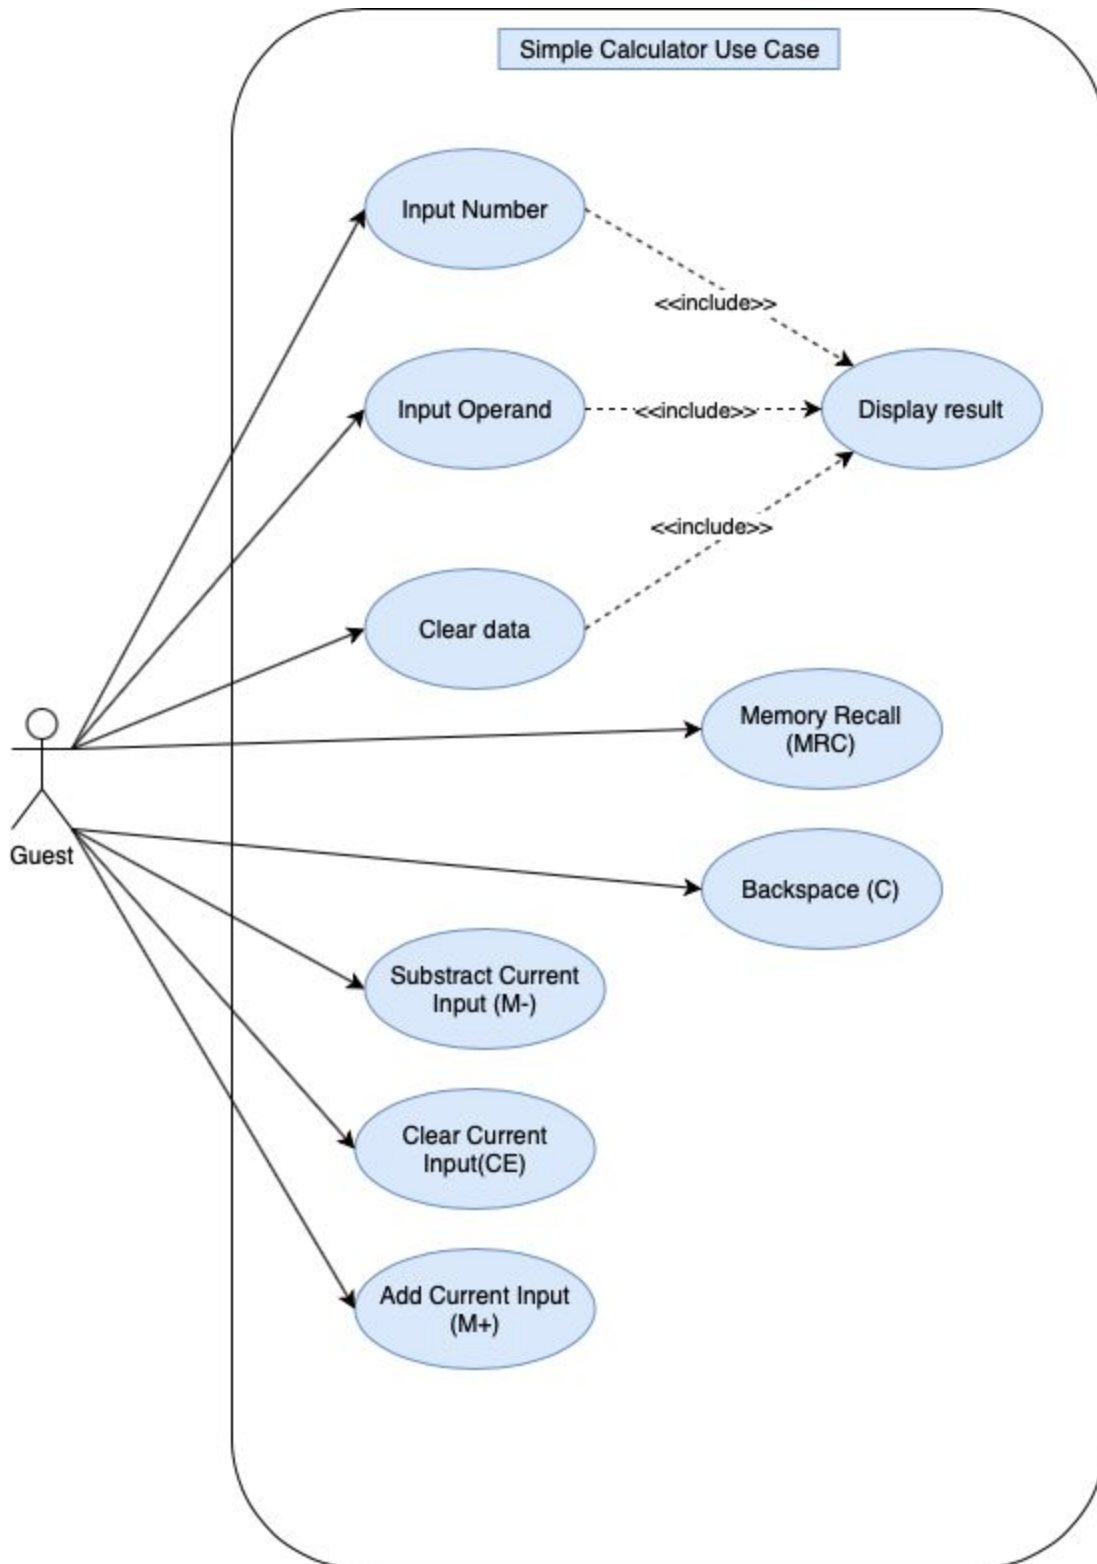 Simple Calculator Use Case
Input Number
<<include>>
Input Operand
<<include>>
Display result
<<include>>
Clear data
Memory Recall
(MRC)
Guest
Backspace (C)
Substract Current
Input (M-)
Clear Current
Input(CE)
Add Current Input
(M+)